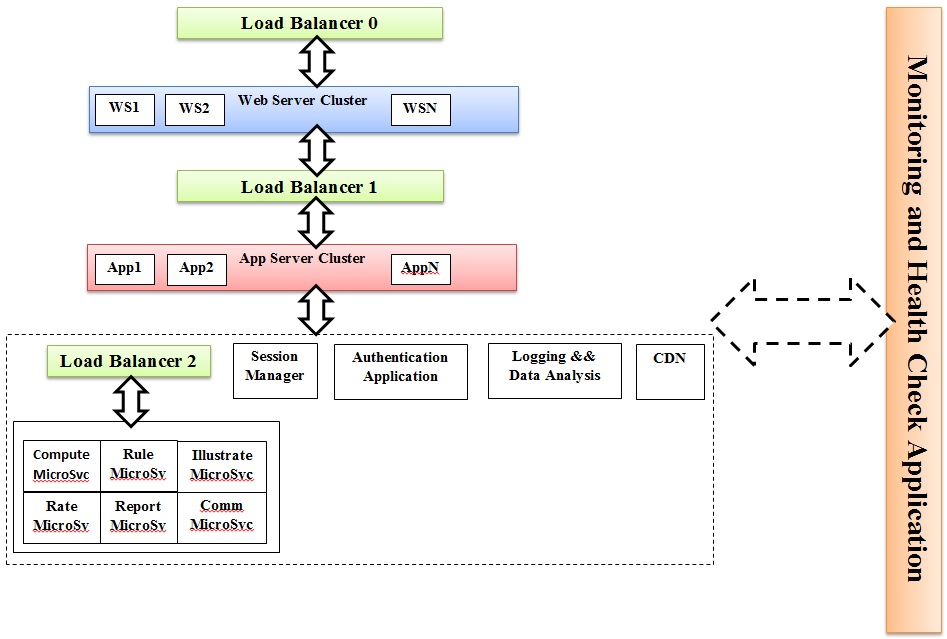 Load Balancer 0
Web Server Cluster
WS1
WS2
WSN
Load Balancer 1
App Server Cluster
App1
App2
AppN
Load Balancer 2
Session
Manager
Authentication
Application
Logging &&
Data Analysis
CDN
Compute
MicroSvc
Rule
MicroSv
Illustrate
MicroSvc
Rate
MicroSv
Report
MicroSv
Comm
MicroSvc
Monitoring and Health Check Application